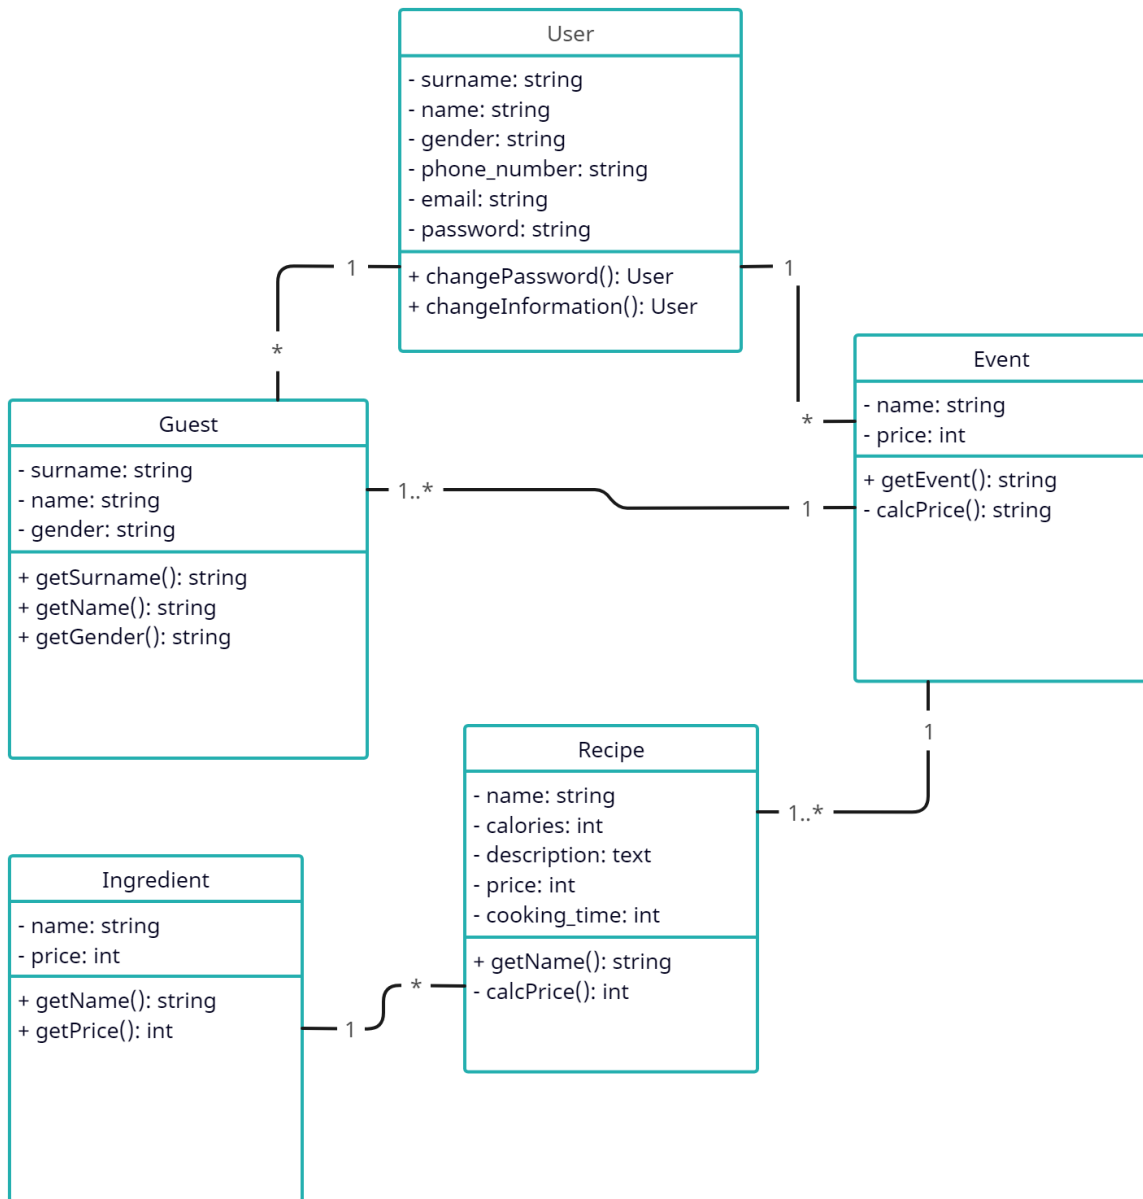 User
- surname: string
- name: string
- gender: string
- phone_number: string
- email: string
- password: string
+ changePassword(): User
+ changeInformation(): User
1
1
*
*
Event
- name: string
- price: int
+ getEvent(): string
- calcPrice(): string
Guest
- surname: string
- name: string
- gender: string
+ getSurname(): string
+ getName(): string
+ getGender(): string
1..*
1
1
1..*
Recipe
- name: string
- calories: int
- description: text
- price: int
- cooking_time: int
+ getName(): string
- calcPrice(): int
Ingredient
- name: string
- price: int
+ getName(): string
+ getPrice(): int
1
*